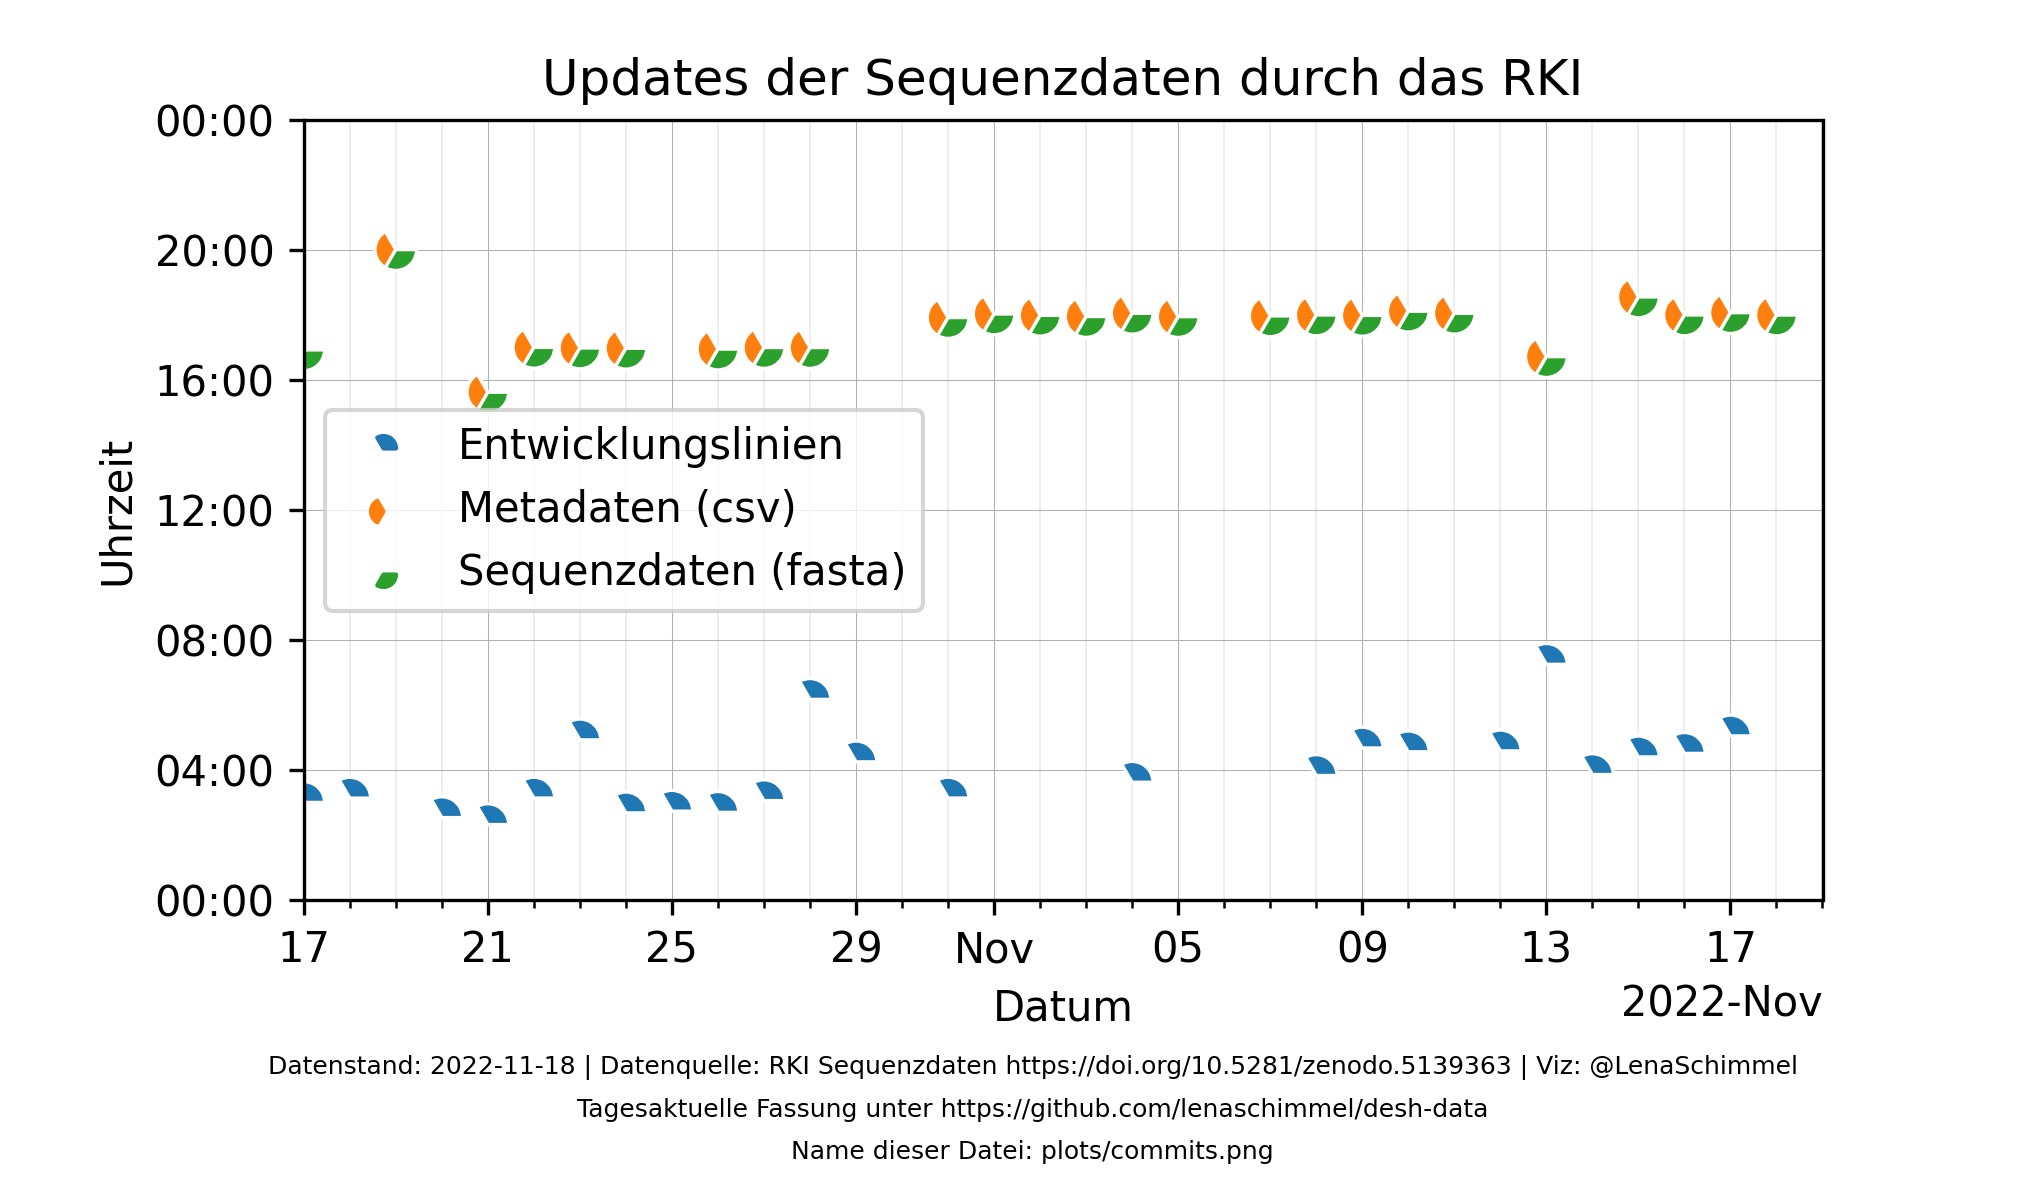 Updates der Sequenzdaten durch das RKI
00:00
20:00
16:00
12:00
08:00
04:00
00:00
Uhrzeit
Entwicklungslinien
Metadaten (csv)
Sequenzdaten (fasta)
17 21 25 29 Nov 05 09 13 17
Datum
2022-Nov
Datenstand: 2022-11-18 | Datenquelle: RKI Sequenzdaten https://doi.org/10.5281/zenodo.5139363 | Viz: @LenaSchimmel
Tagesaktuelle Fassung unter https://github.com/lenaschimmel/desh-data
Name dieser Datei: plots/commits.png